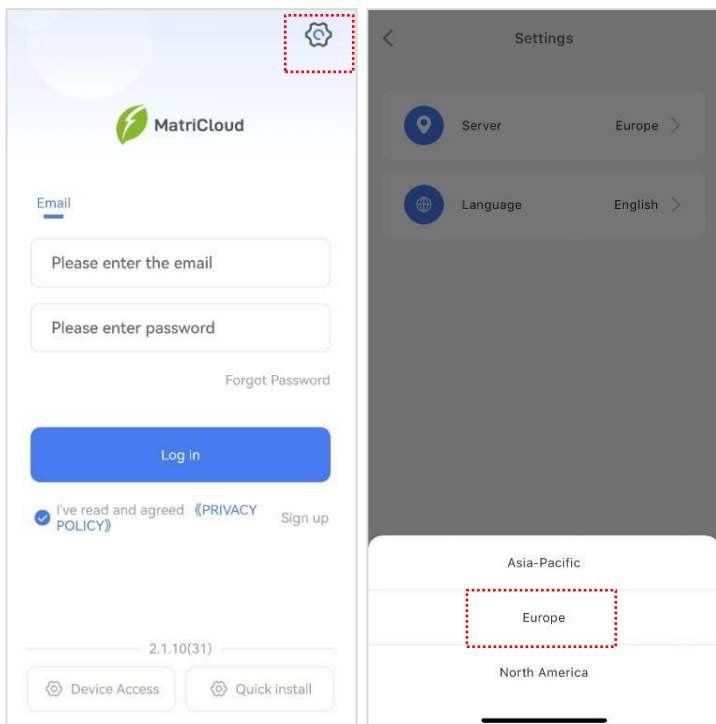 MatriCloud
Email
Please enter the email
Please enter password
Forgot Password
Log in
I've read and agreed 《PRIVACY
POLICY》
Sign up
2.1.10(31)
Device Access
Quick install
Settings
Server Europe
Language English
Asia-Pacific
Europe
North America